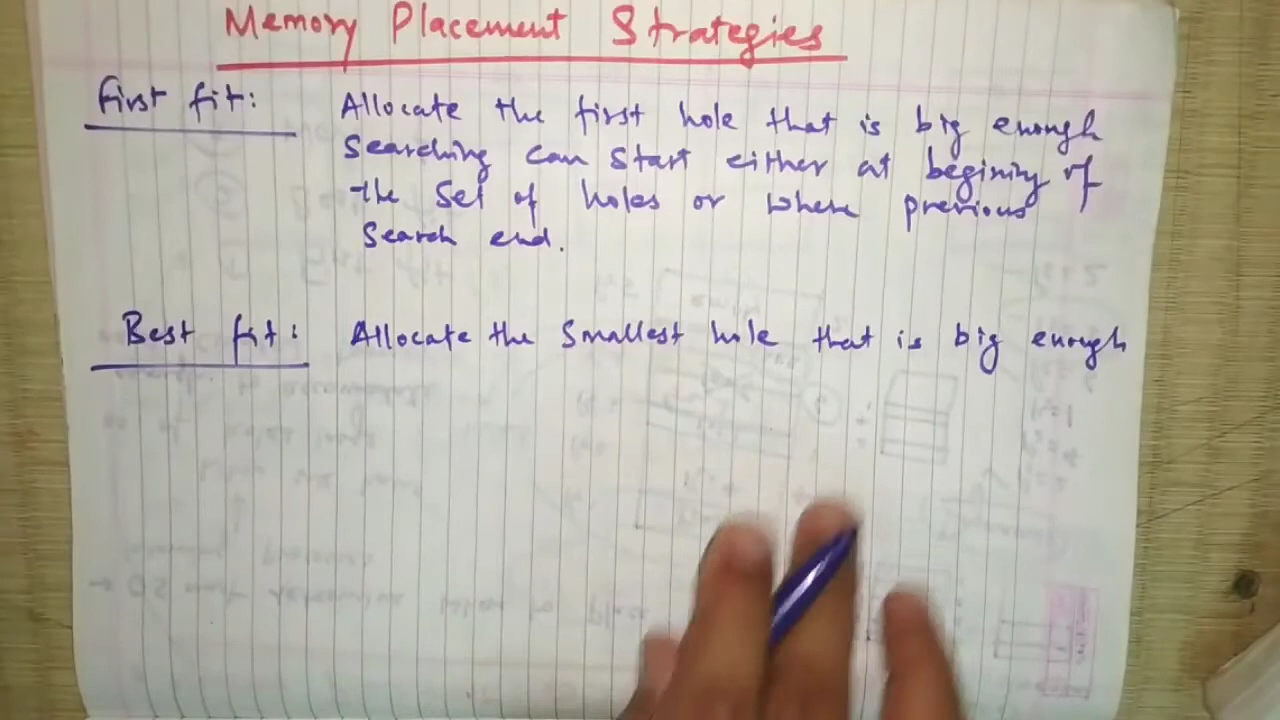 Memory Placement Strategies
First fit: Allocate the first hole that is big enough
Searching can start either at begining of
the set of holes or where previous
search end.
Best fit: Allocate the smallest hole that is big enough